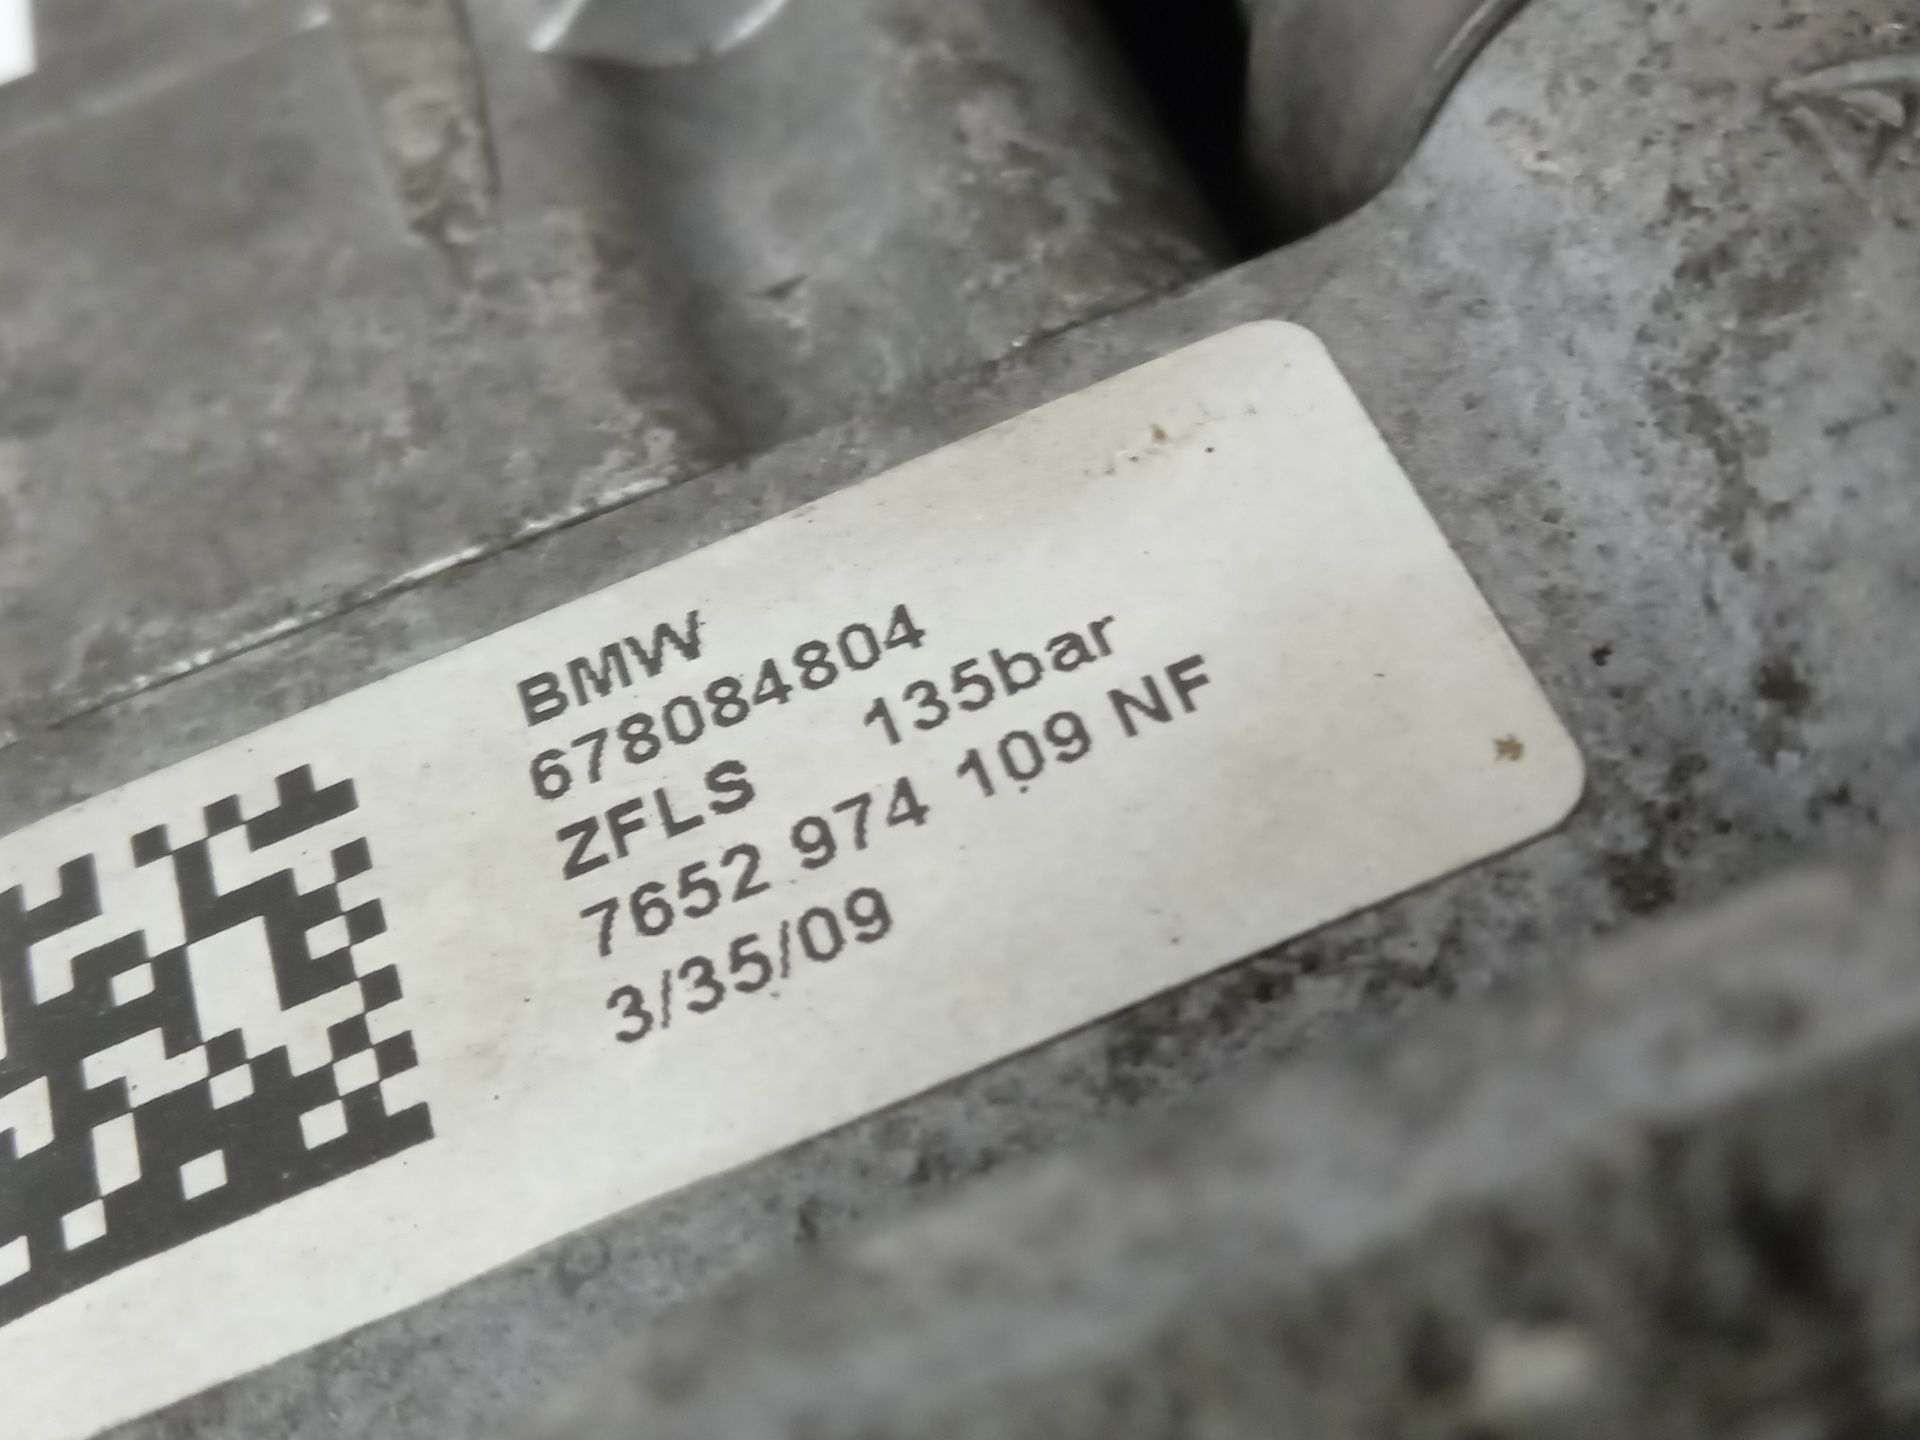 BMW
678084804
ZFLS 135bar
7652 974 109 NF
3/35/09